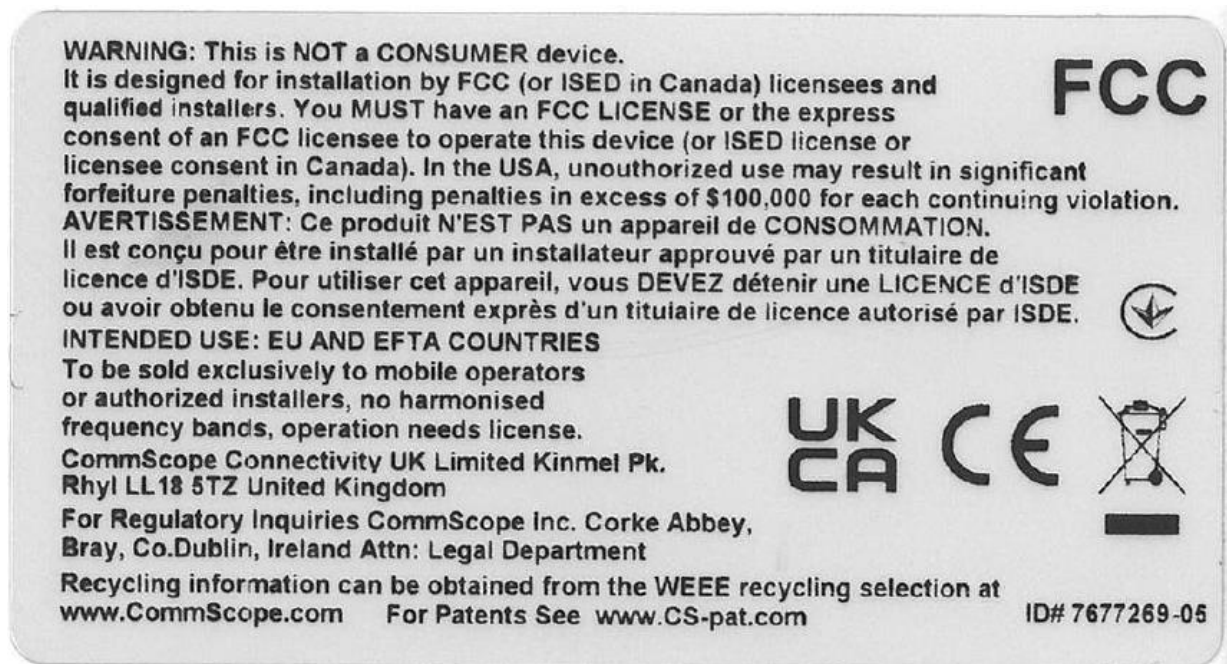 WARNING: This is NOT a CONSUMER device.
It is designed for installation by FCC (or ISED in Canada) licensees and
qualified installers. You MUST have an FCC LICENSE or the express
consent of an FCC licensee to operate this device (or ISED license or
licensee consent in Canada). In the USA, unouthorized use may result in significant
forfeiture penalties, including penalties in excess of $100,000 for each continuing violation.
FCC
AVERTISSEMENT: Ce produit N'EST PAS un appareil de CONSOMMATION.
Il est conçu pour être installé par un installateur approuvé par un titulaire de
licence d'ISDE. Pour utiliser cet appareil, vous DEVEZ détenir une LICENCE d'ISDE
ou avoir obtenu le consentement exprès d'un titulaire de licence autorisé par ISDE.
INTENDED USE: EU AND EFTA COUNTRIES
To be sold exclusively to mobile operators
or authorized installers, no harmonised
frequency bands, operation needs license.
UK
CA
CE
CommScope Connectivity UK Limited Kinmel Pk.
Rhyl LL18 5TZ United Kingdom
For Regulatory Inquiries CommScope Inc. Corke Abbey,
Bray, Co.Dublin, Ireland Attn: Legal Department
Recycling information can be obtained from the WEEE recycling selection at
www.CommScope.com For Patents See www.CS-pat.com
ID# 7677269-05